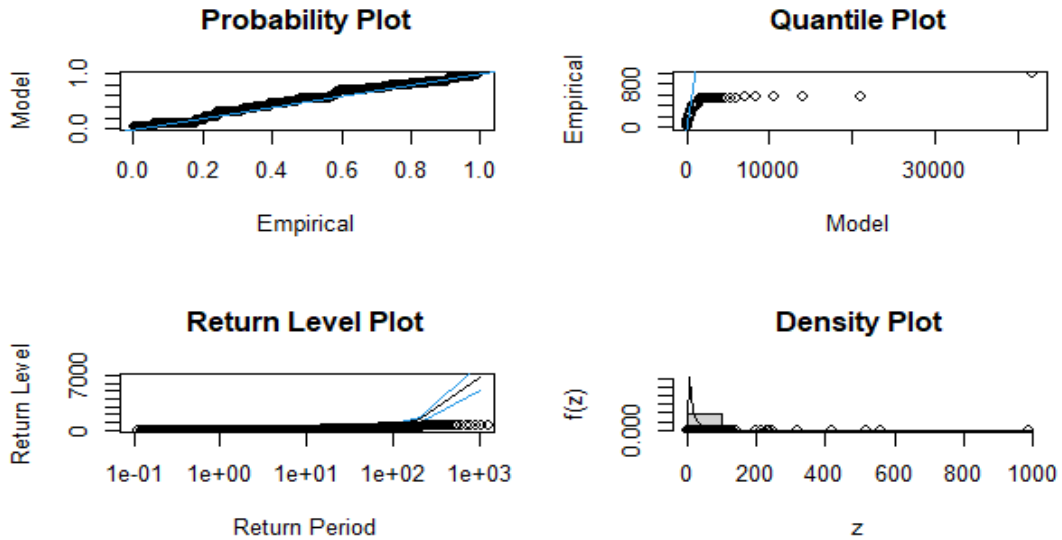 Probability Plot
Model
0.0 1.0
0.0 0.2 0.4 0.6 0.8 1.0
Empirical
Quantile Plot
Empirical
0 800
0 10000 30000
Model
Return Level Plot
Return Level
0 7000
1e-01 1e+00 1e+01 1e+02 1e+03
Return Period
Density Plot
f(z)
0.000
0 200 400 600 800 1000
z